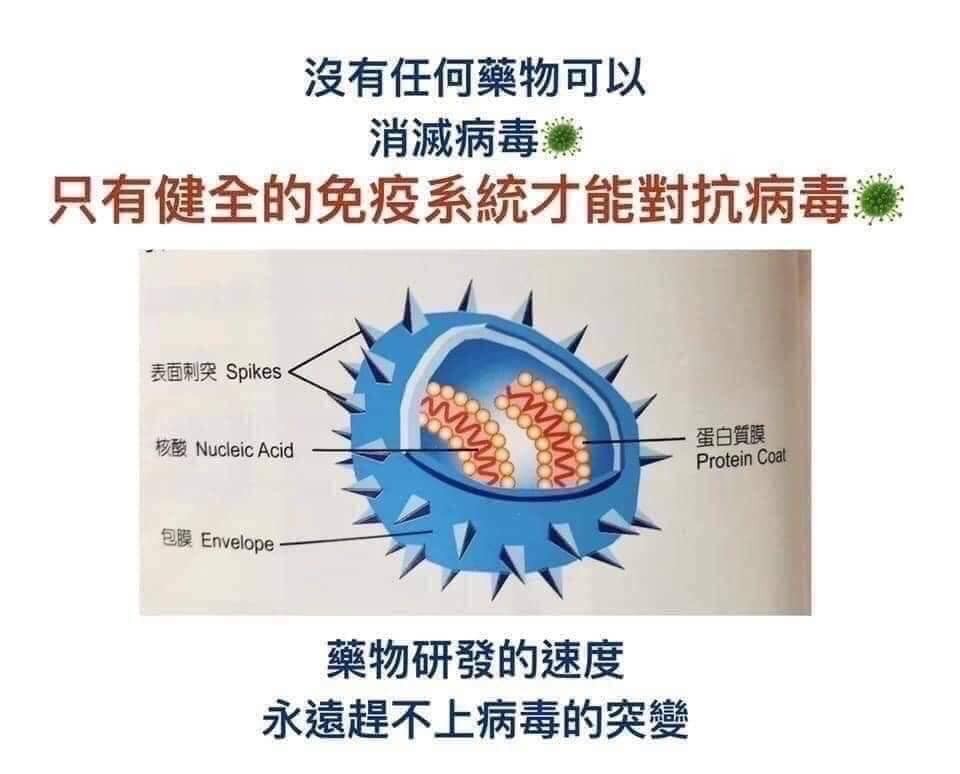 沒有任何藥物可以
消滅病毒
只有健全的免疫系統才能對抗病毒
表面刺突 Spikes
核酸 Nucleic Acid
蛋白質膜
Protein Coat
包膜 Envelope
藥物研發的速度
永遠趕不上病毒的突變